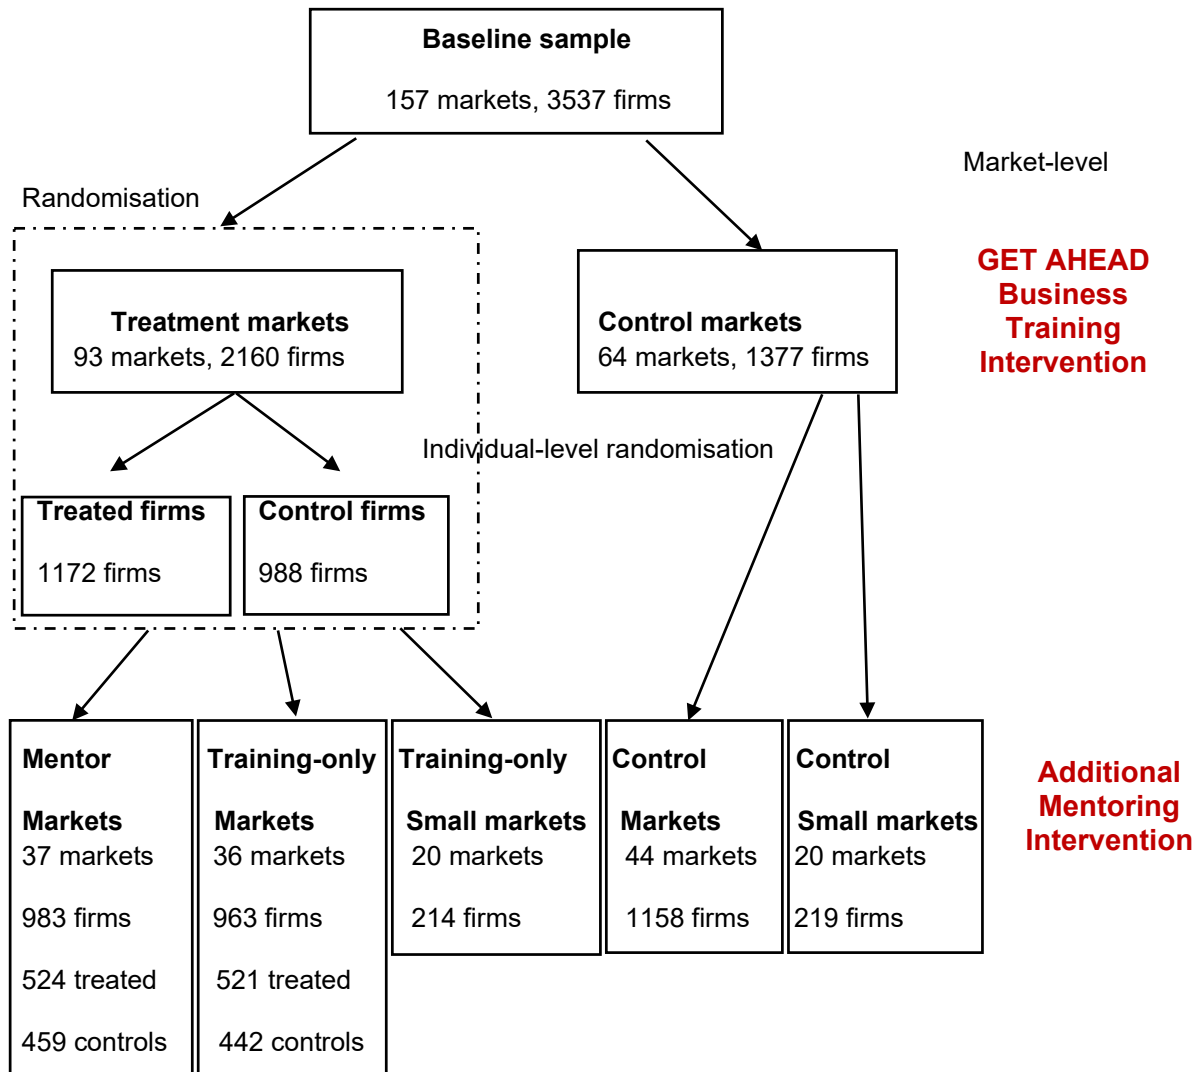 Baseline sample
157 markets, 3537 firms
Market-level
Randomisation
GET AHEAD
Business
Training
Intervention
Treatment markets
93 markets, 2160 firms
Control markets
64 markets, 1377 firms
Individual-level randomisation
Treated firms
1172 firms
Control firms
988 firms
Mentor
Markets
37 markets
983 firms
524 treated
459 controls
Training-only
Markets
36 markets
963 firms
521 treated
442 controls
Training-only
Small markets
20 markets
214 firms
Control
Markets
44 markets
1158 firms
Control
Small markets
20 markets
219 firms
Additional
Mentoring
Intervention